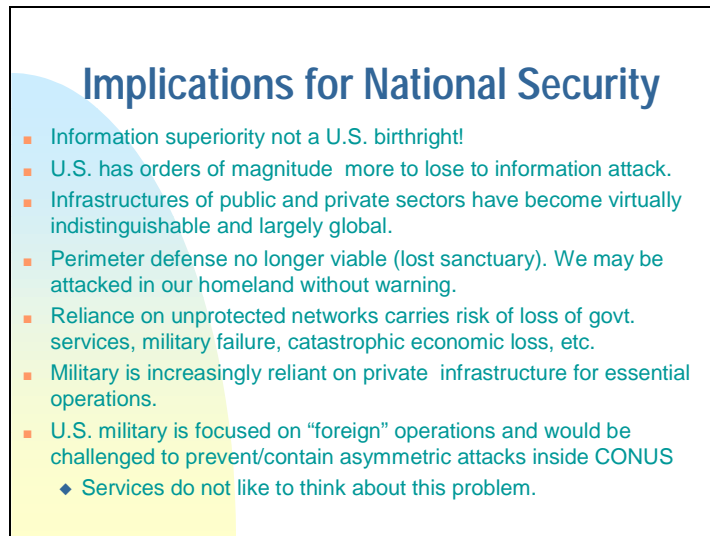 Implications for National Security
Information superiority not a U.S. birthright!
U.S. has orders of magnitude more to lose to information attack.
Infrastructures of public and private sectors have become virtually
indistinguishable and largely global.
Perimeter defense no longer viable (lost sanctuary). We may be
attacked in our homeland without warning.
Reliance on unprotected networks carries risk of loss of govt.
services, military failure, catastrophic economic loss, etc.
Military is increasingly reliant on private infrastructure for essential
operations.
U.S. military is focused on “foreign” operations and would be
challenged to prevent/contain asymmetric attacks inside CONUS
Services do not like to think about this problem.